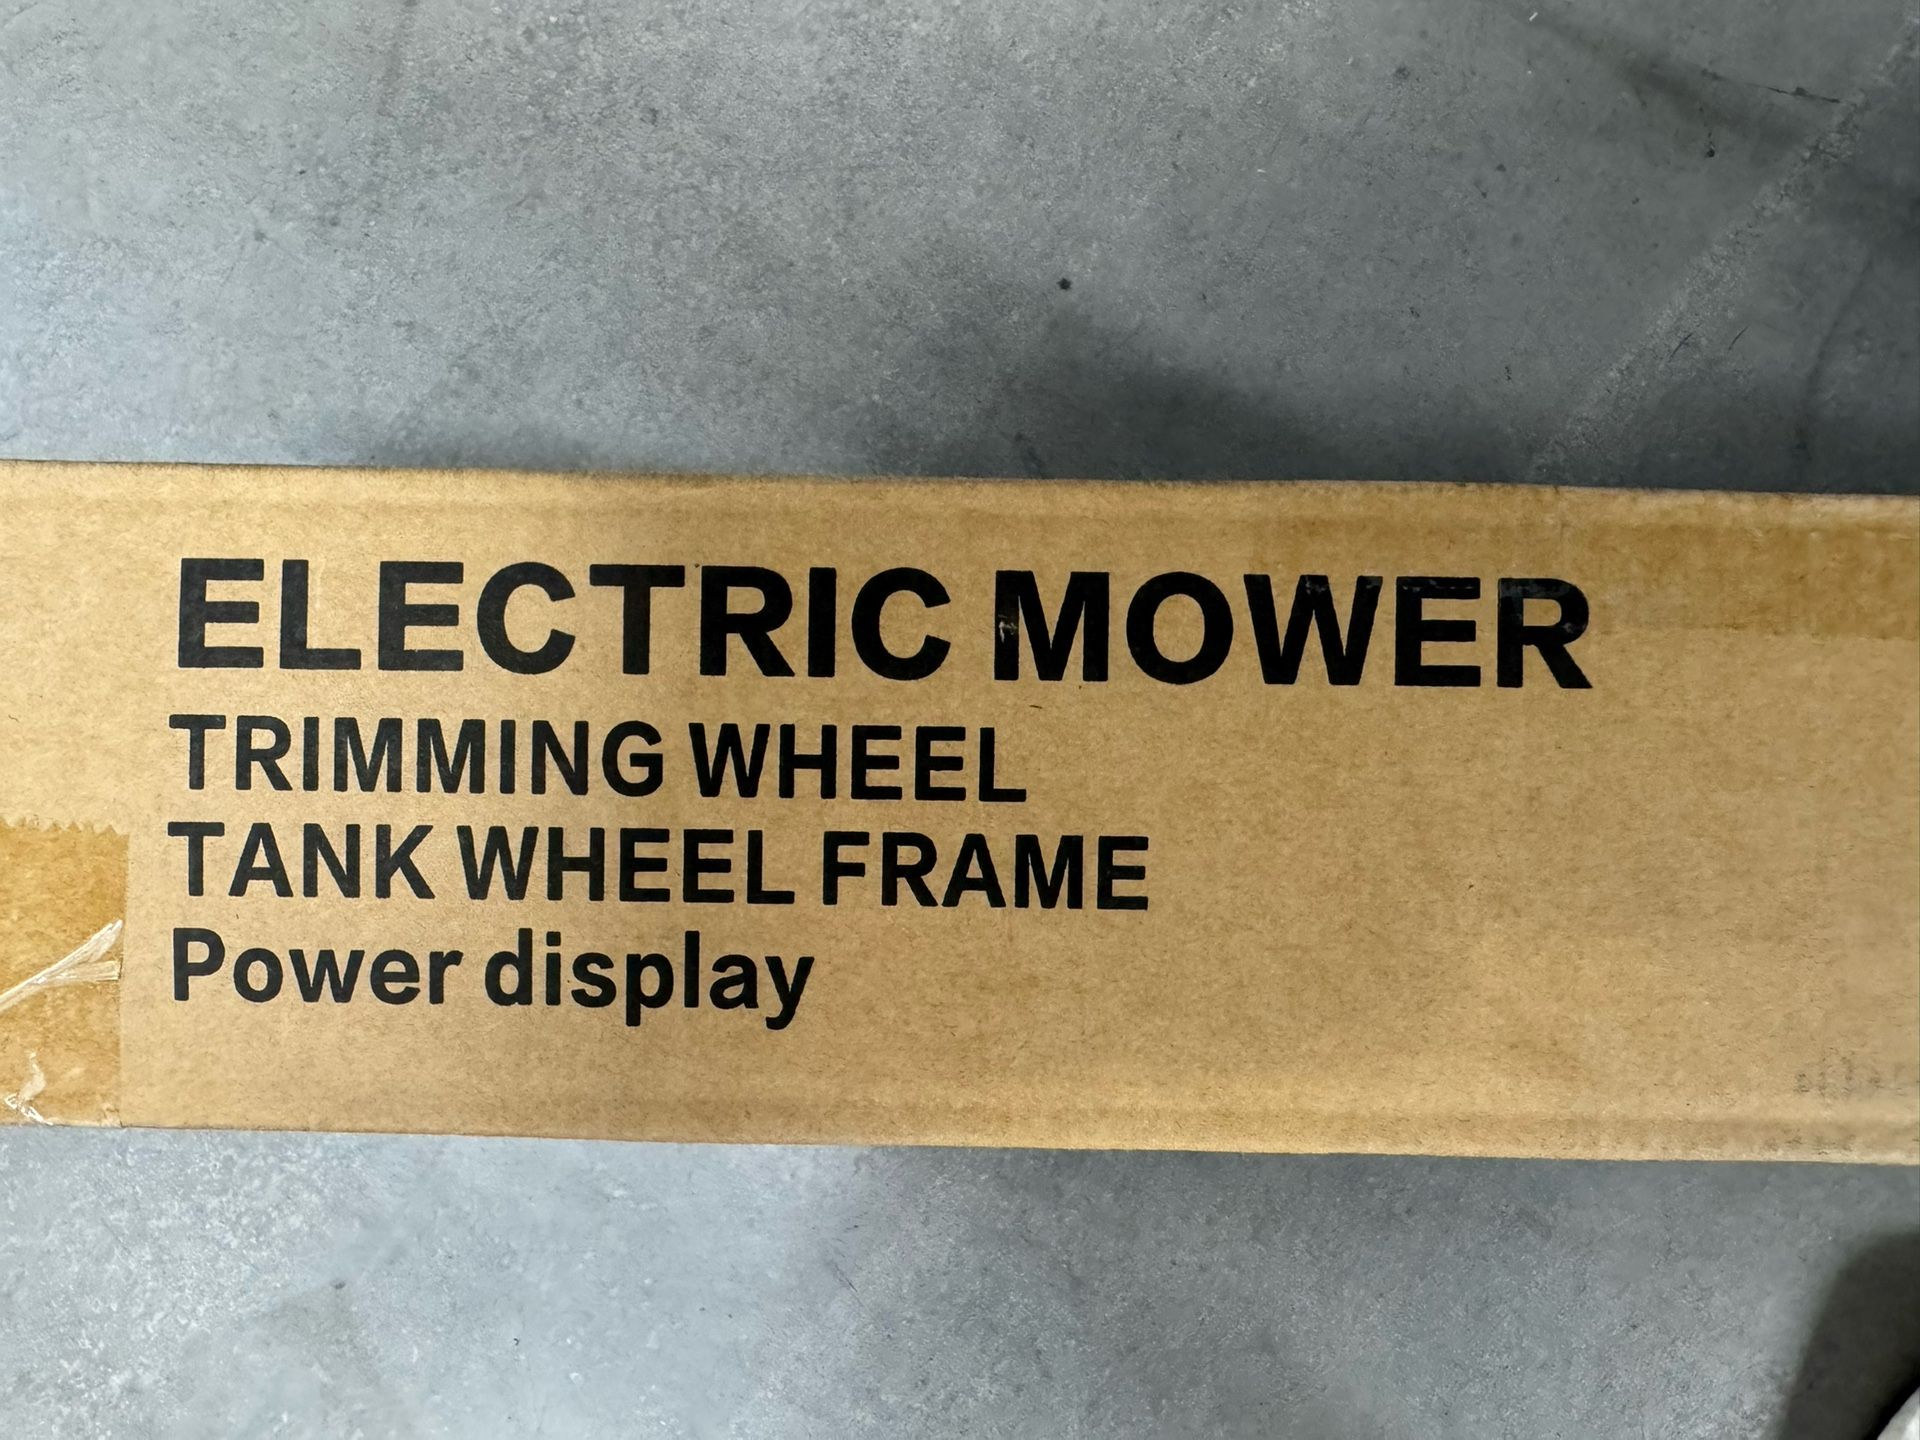 ELECTRIC MOWER
TRIMMING WHEEL
TANK WHEEL FRAME
Power display